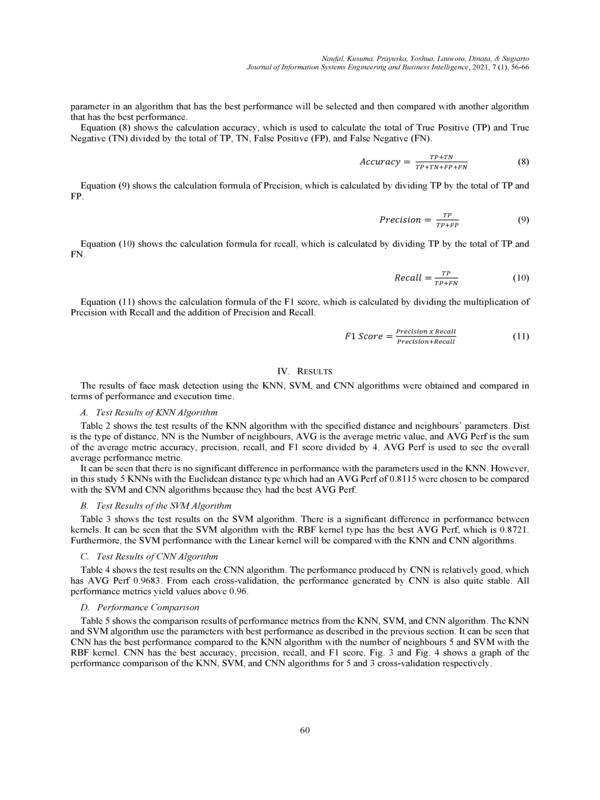 Naufal, Kusuma, Prayuska, Yoshua, Lauwoto, Dinata, & Sugiarto
Journal of Information Systems Engineering and Business Intelligence, 2021, 7 (1), 56-66
parameter in an algorithm that has the best performance will be selected and then compared with another algorithm
that has the best performance.
Equation (8) shows the calculation accuracy, which is used to calculate the total of True Positive (TP) and True
Negative (TN) divided by the total of TP, TN, False Positive (FP), and False Negative (FN).
Accuracy = TP+TN / TP+TN+FP+FN (8)
Equation (9) shows the calculation formula of Precision, which is calculated by dividing TP by the total of TP and
FP.
Precision = TP / TP+FP (9)
Equation (10) shows the calculation formula for recall, which is calculated by dividing TP by the total of TP and
FN.
Recall = TP / TP+FN (10)
Equation (11) shows the calculation formula of the F1 score, which is calculated by dividing the multiplication of
Precision with Recall and the addition of Precision and Recall.
F1 Score = Precision x Recall / Precision+Recall (11)
IV. RESULTS
The results of face mask detection using the KNN, SVM, and CNN algorithms were obtained and compared in
terms of performance and execution time.
A. Test Results of KNN Algorithm
Table 2 shows the test results of the KNN algorithm with the specified distance and neighbours` parameters. Dist
is the type of distance, NN is the Number of neighbours, AVG is the average metric value, and AVG Perf is the sum
of the average metric accuracy, precision, recall, and F1 score divided by 4. AVG Perf is used to see the overall
average performance metric.
It can be seen that there is no significant difference in performance with the parameters used in the KNN. However,
in this study 5 KNNs with the Euclidean distance type which had an AVG Perf of 0.8115 were chosen to be compared
with the SVM and CNN algorithms because they had the best AVG Perf.
B. Test Results of the SVM Algorithm
Table 3 shows the test results on the SVM algorithm. There is a significant difference in performance between
kernels. It can be seen that the SVM algorithm with the RBF kernel type has the best AVG Perf, which is 0.8721.
Furthermore, the SVM performance with the Linear kernel will be compared with the KNN and CNN algorithms.
C. Test Results of CNN Algorithm
Table 4 shows the test results on the CNN algorithm. The performance produced by CNN is relatively good, which
has AVG Perf 0.9683. From each cross-validation, the performance generated by CNN is also quite stable. All
performance metrics yield values above 0.96.
D. Performance Comparison
Table 5 shows the comparison results of performance metrics from the KNN, SVM, and CNN algorithm. The KNN
and SVM algorithm use the parameters with best performance as described in the previous section. It can be seen that
CNN has the best performance compared to the KNN algorithm with the number of neighbours 5 and SVM with the
RBF kernel. CNN has the best accuracy, precision, recall, and F1 score. Fig. 3 and Fig. 4 shows a graph of the
performance comparison of the KNN, SVM, and CNN algorithms for 5 and 3 cross-validation respectively.
60